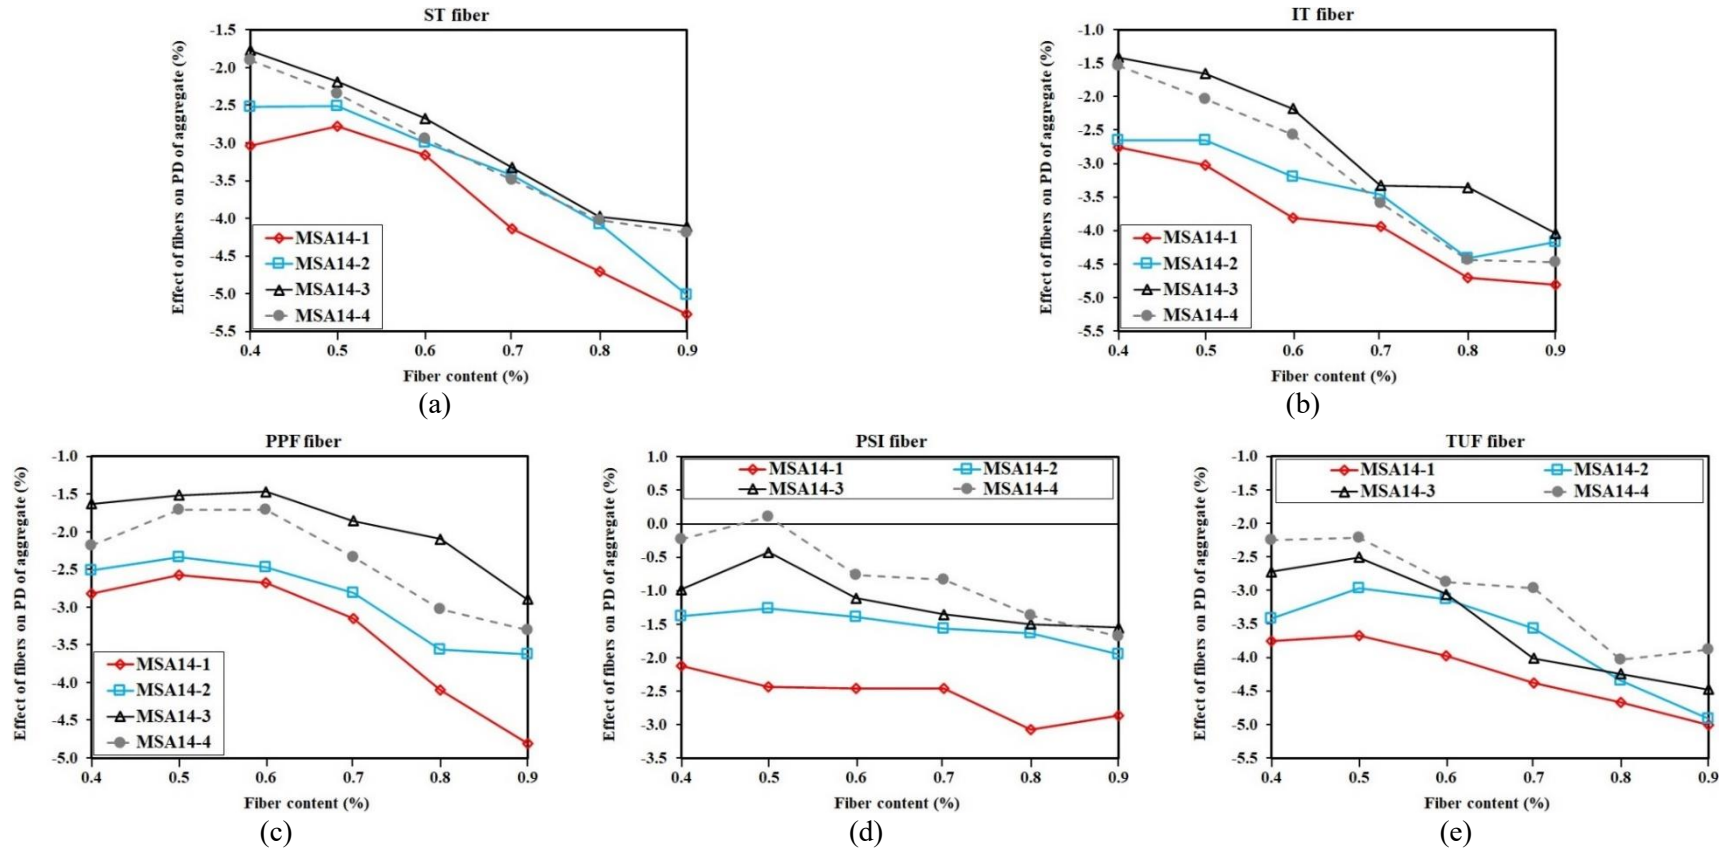 ST fiber
Effect of fibers on PD of aggregate (%)
-1.5
-2.0
-2.5
-3.0
-3.5
-4.0
-4.5
-5.0
-5.5
MSA14-1
MSA14-2
MSA14-3
MSA14-4
0.4 0.5 0.6 0.7 0.8 0.9
Fiber content (%)
(a)
IT fiber
Effect of fibers on PD of aggregate (%)
-1.0
-1.5
-2.0
-2.5
-3.0
-3.5
-4.0
-4.5
-5.0
-5.5
MSA14-1
MSA14-2
MSA14-3
MSA14-4
0.4 0.5 0.6 0.7 0.8 0.9
Fiber content (%)
(b)
PPF fiber
Effect of fibers on PD of aggregate (%)
-1.0
-1.5
-2.0
-2.5
-3.0
-3.5
-4.0
-4.5
-5.0
MSA14-1
MSA14-2
MSA14-3
MSA14-4
0.4 0.5 0.6 0.7 0.8 0.9
Fiber content (%)
(c)
PSI fiber
Effect of fibers on PD of aggregate (%)
1.0
0.5
0.0
-0.5
-1.0
-1.5
-2.0
-2.5
-3.0
-3.5
MSA14-1 MSA14-2
MSA14-3 MSA14-4
0.4 0.5 0.6 0.7 0.8 0.9
Fiber content (%)
(d)
TUF fiber
Effect of fibers on PD of aggregate (%)
-1.0
-1.5
-2.0
-2.5
-3.0
-3.5
-4.0
-4.5
-5.0
-5.5
MSA14-1 MSA14-2
MSA14-3 MSA14-4
0.4 0.5 0.6 0.7 0.8 0.9
Fiber content (%)
(e)